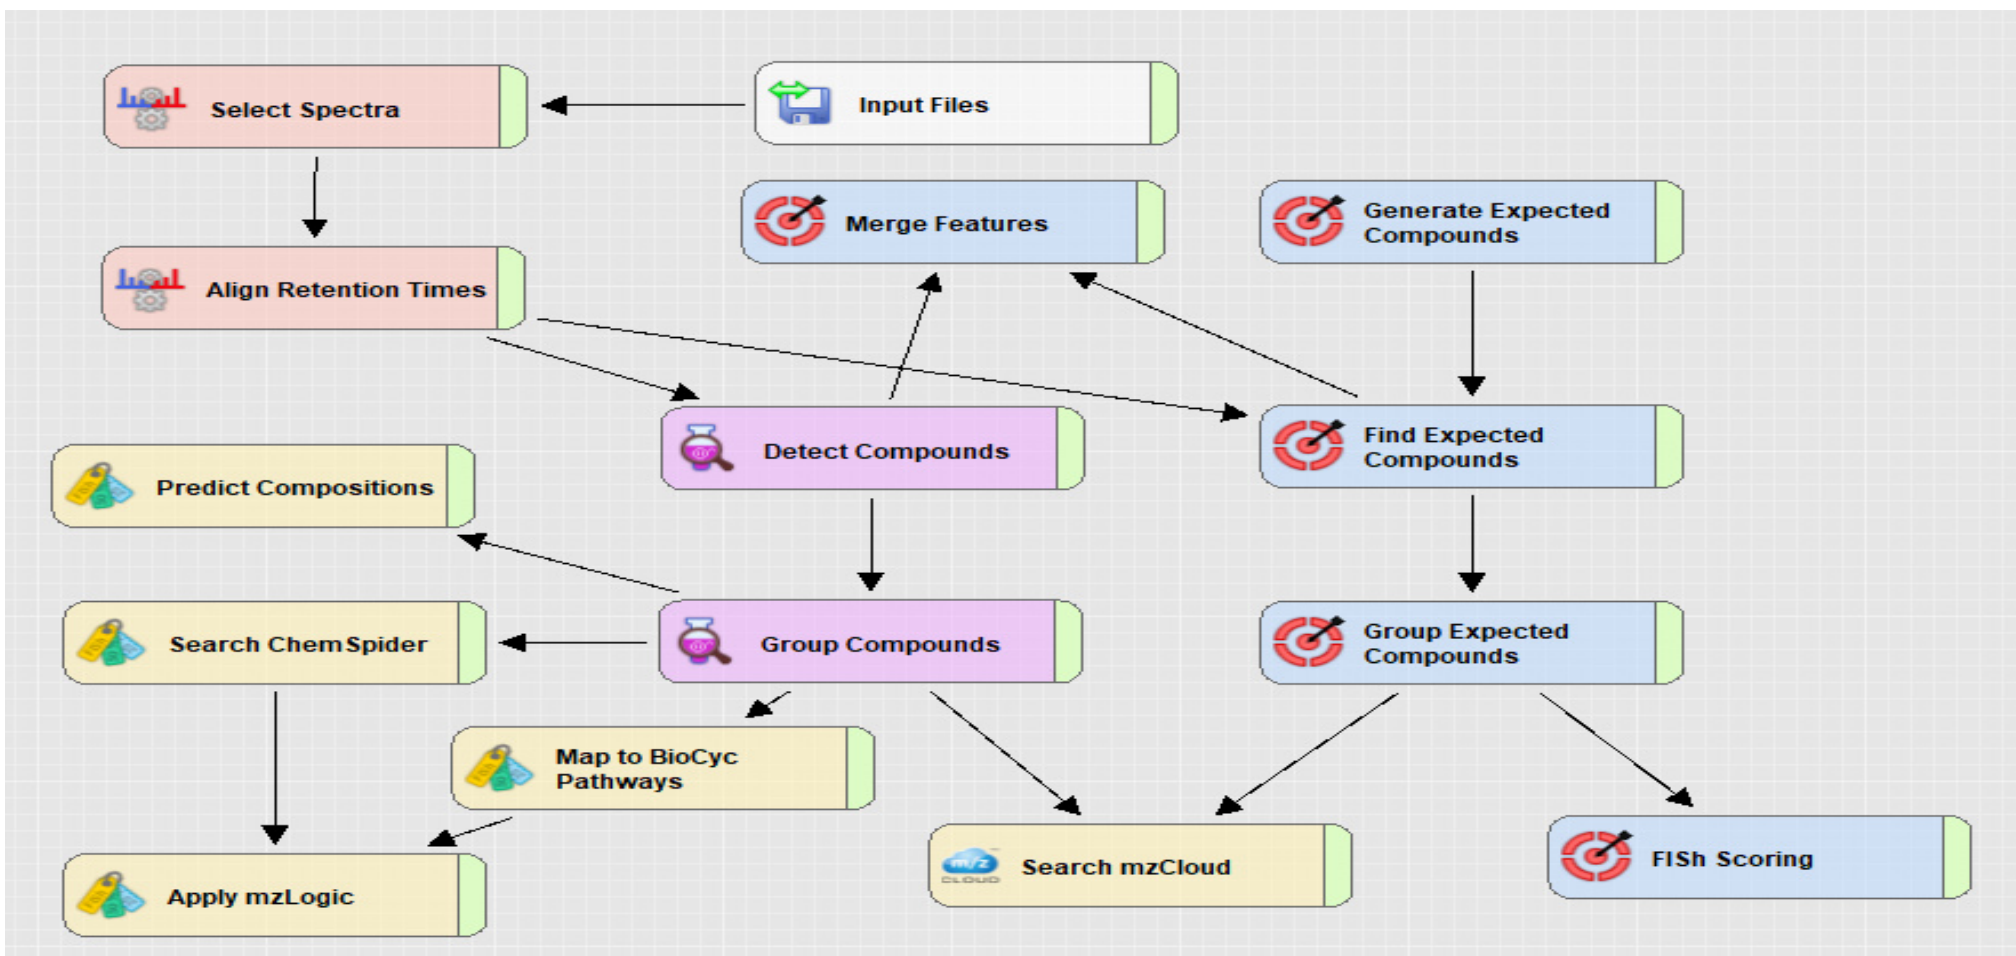 Select Spectra
Input Files
Merge Features
Generate Expected
Compounds
Align Retention Times
Detect Compounds
Find Expected
Compounds
Predict Compositions
Search ChemSpider
Group Compounds
Group Expected
Compounds
Map to BioCyc
Pathways
Apply mzLogic
m/z
CLOUD
Search mzCloud
FISh Scoring